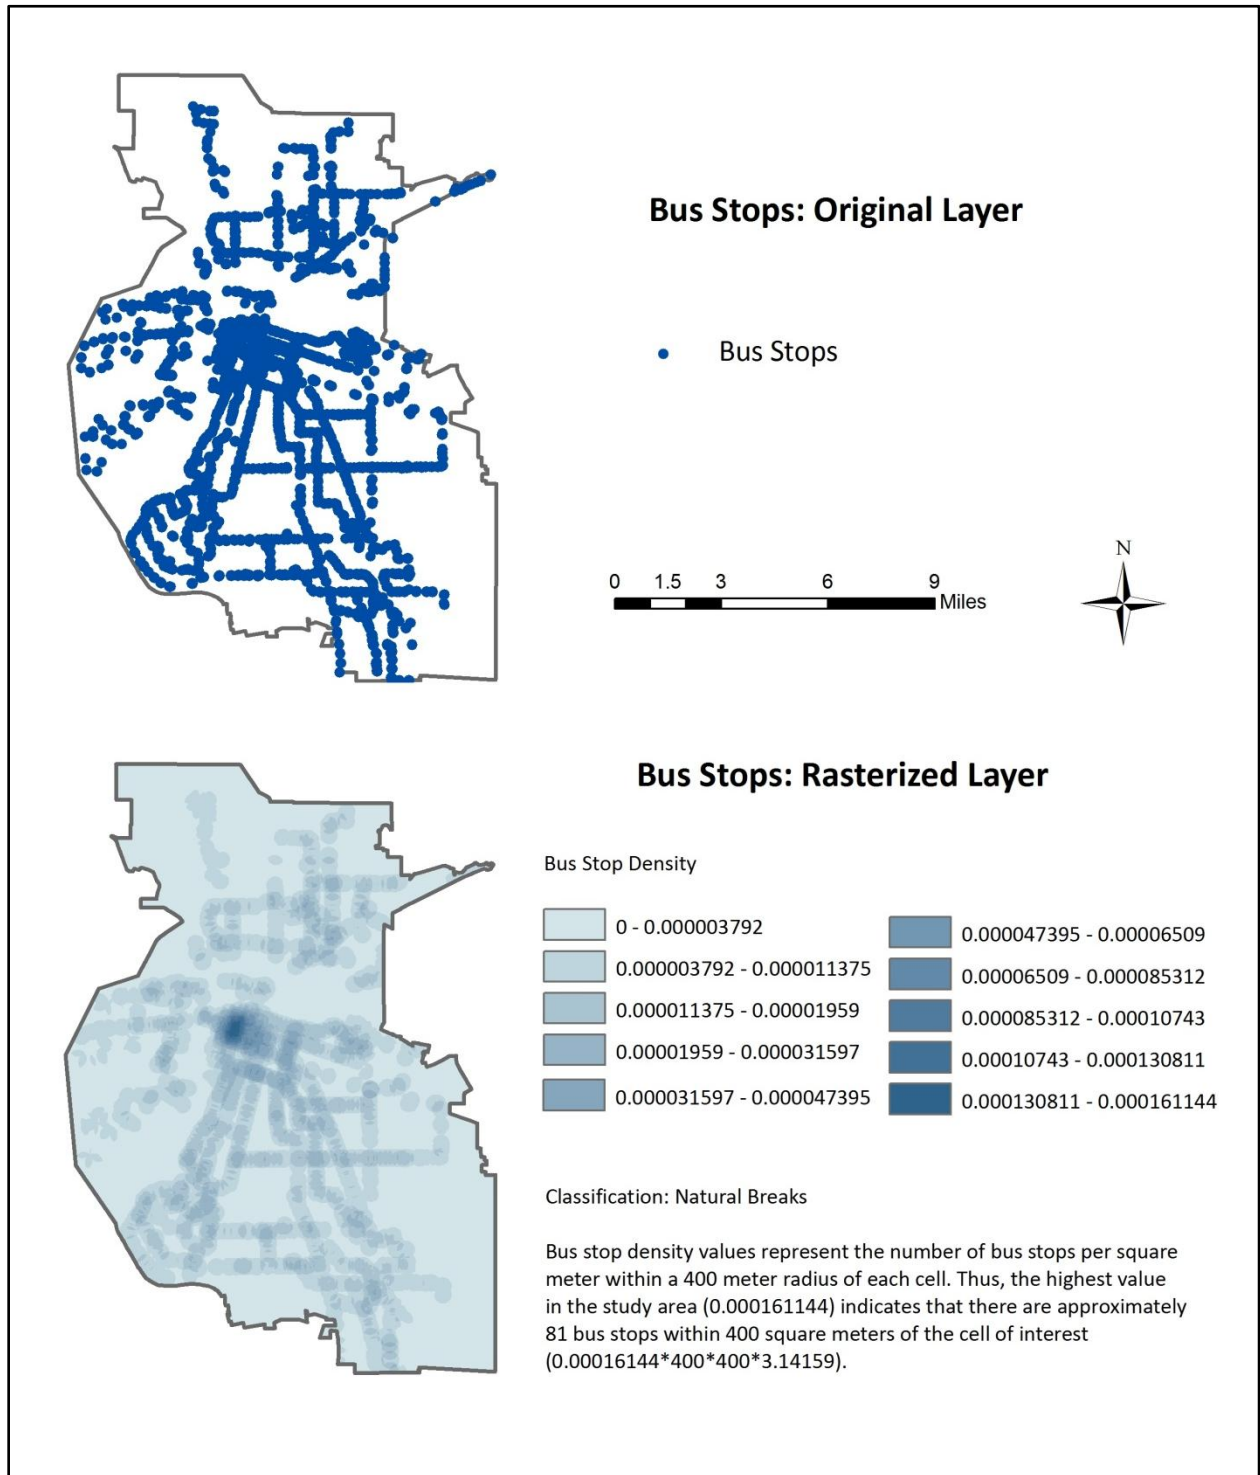 Bus Stops: Original Layer
Bus Stops
0 1.5 3 6 9
Miles
N
Bus Stops: Rasterized Layer
Bus Stop Density
0 - 0.000003792
0.000003792 - 0.000011375
0.000011375 - 0.00001959
0.00001959 - 0.000031597
0.000031597 - 0.000047395
0.000047395 - 0.00006509
0.00006509 - 0.000085312
0.000085312 - 0.00010743
0.00010743 - 0.000130811
0.000130811 - 0.000161144
Classification: Natural Breaks
Bus stop density values represent the number of bus stops per square
meter within a 400 meter radius of each cell. Thus, the highest value
in the study area (0.000161144) indicates that there are approximately
81 bus stops within 400 square meters of the cell of interest
(0.00016144*400*400*3.14159).